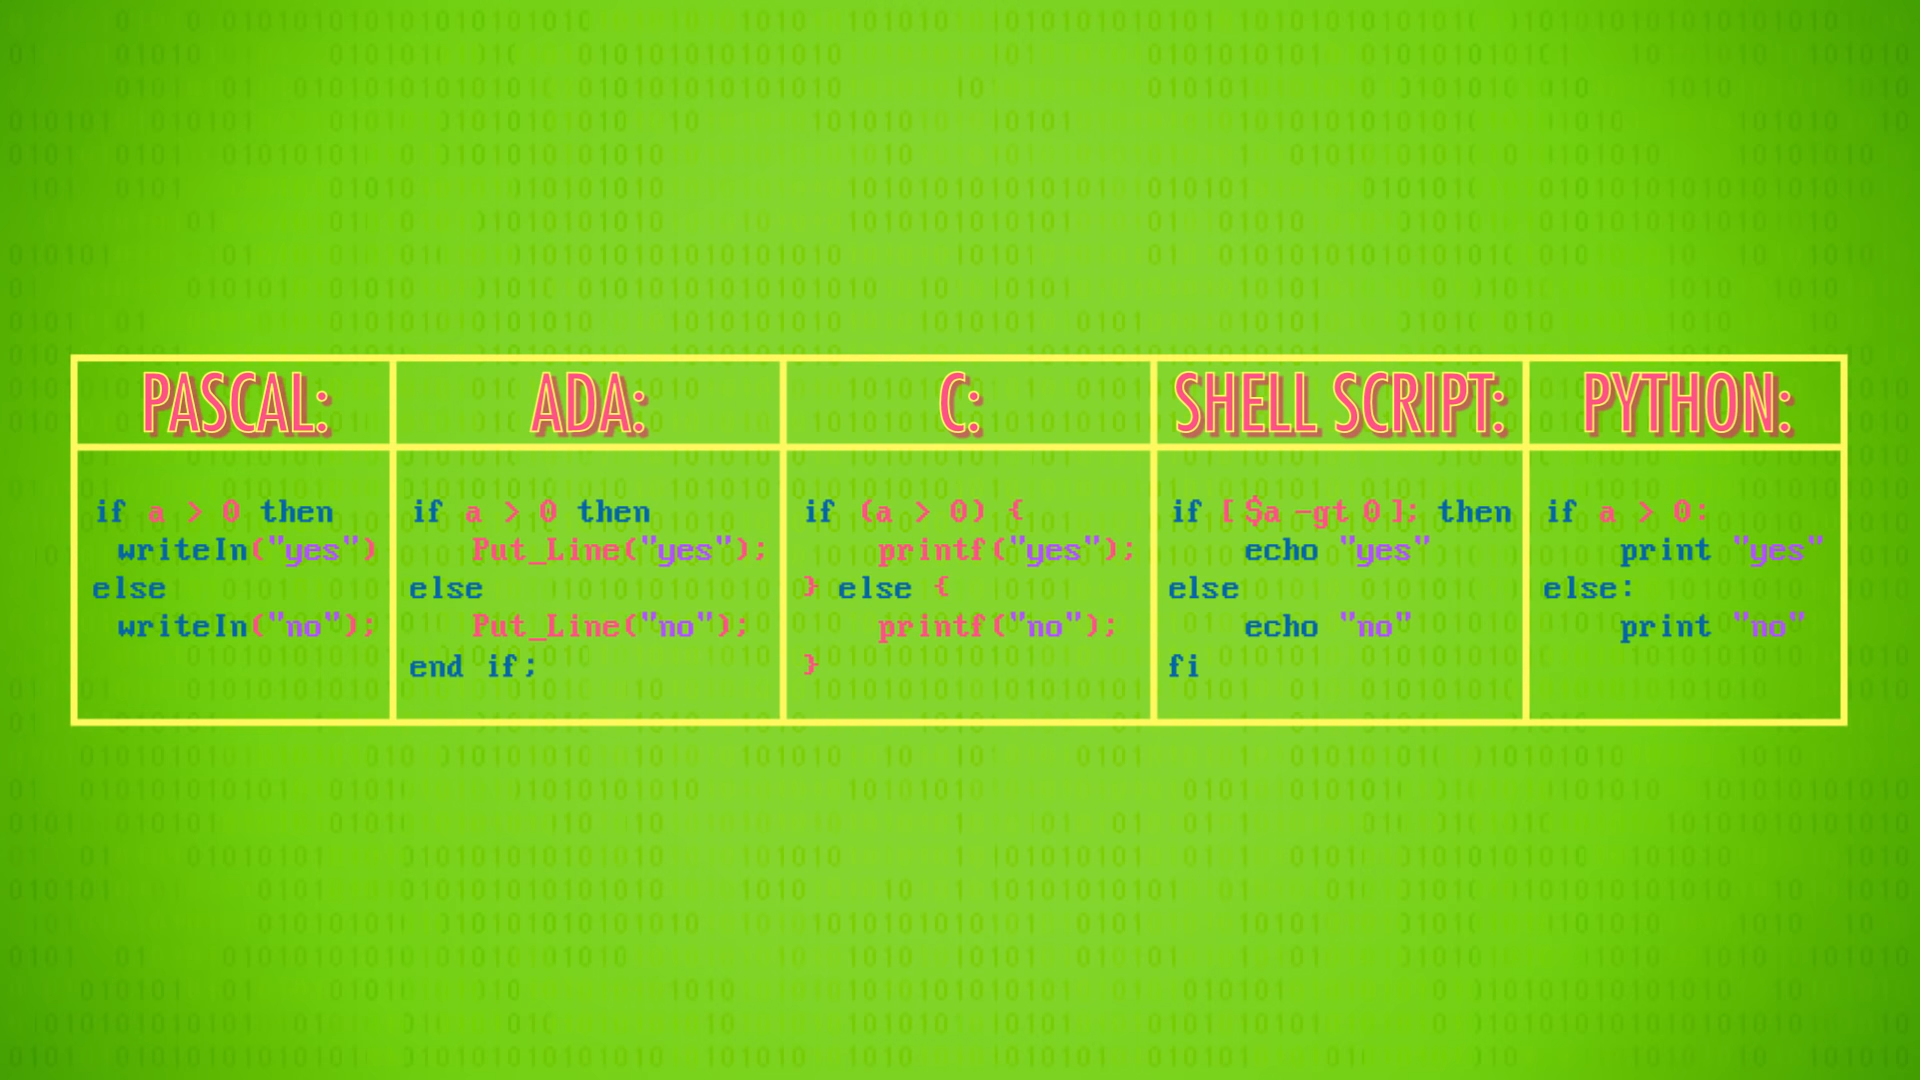 PASCAL:
if a > 0 then
writeIn("yes")
else
writeIn("no");
ADA:
if a > 0 then
Put_Line("yes");
else
Put_Line("no");
end if;
C:
if (a > 0) {
printf("yes");
} else {
printf("no");
}
SHELL SCRIPT:
if [ $a -gt 0 ]; then
echo "yes"
else
echo "no"
fi
PYTHON:
if a > 0:
print "yes"
else:
print "no"